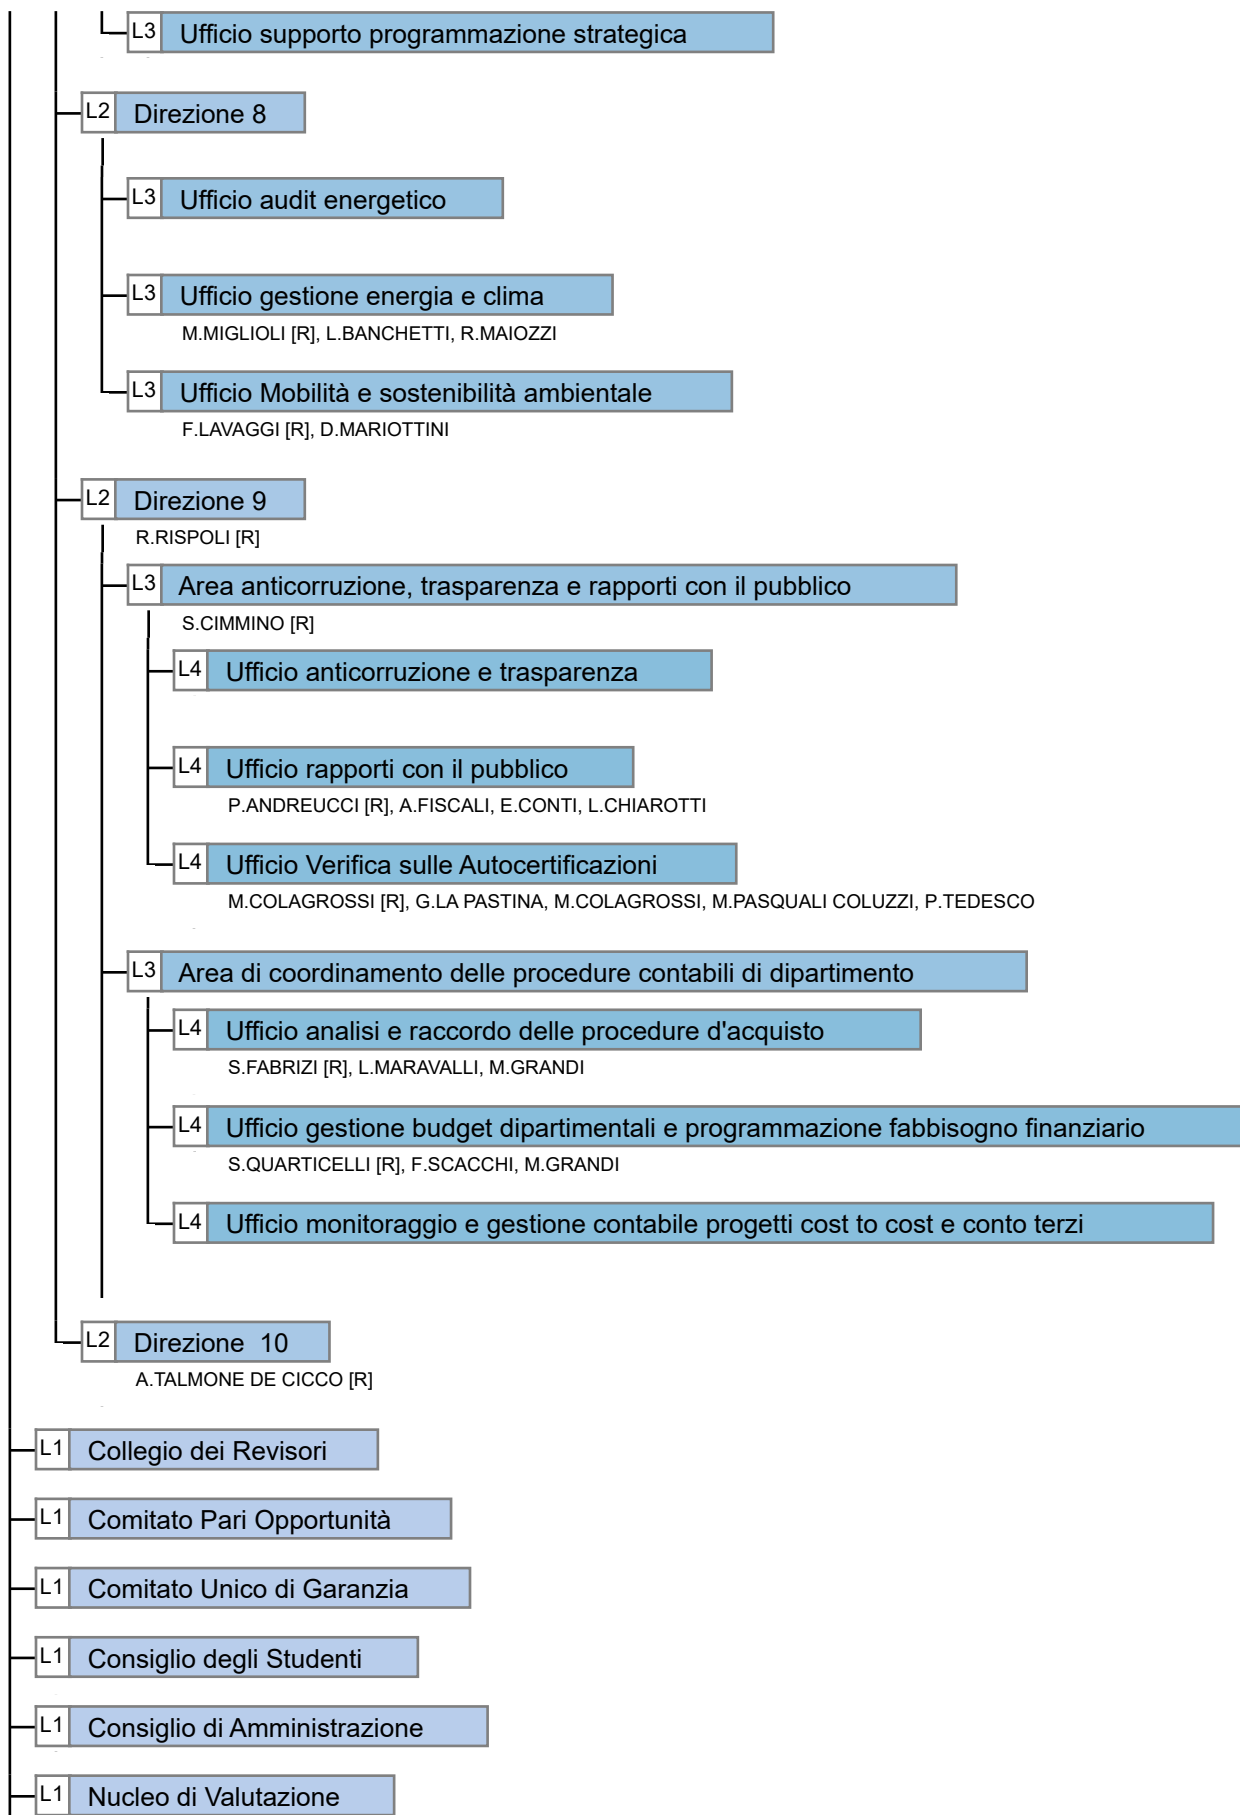 L3 Ufficio supporto programmazione strategica
L2 Direzione 8
L3 Ufficio audit energetico
L3 Ufficio gestione energia e clima
M.MIGLIOLI [R], L.BANCHETTI, R.MAIOZZI
L3 Ufficio Mobilità e sostenibilità ambientale
F.LAVAGGI [R], D.MARIOTTINI
L2 Direzione 9
R.RISPOLI [R]
L3 Area anticorruzione, trasparenza e rapporti con il pubblico
S.CIMMINO [R]
L4 Ufficio anticorruzione e trasparenza
L4 Ufficio rapporti con il pubblico
P.ANDREUCCI [R], A.FISCALI, E.CONTI, L.CHIAROTTI
L4 Ufficio Verifica sulle Autocertificazioni
M.COLAGROSSI [R], G.LA PASTINA, M.COLAGROSSI, M.PASQUALI COLUZZI, P.TEDESCO
L3 Area di coordinamento delle procedure contabili di dipartimento
L4 Ufficio analisi e raccordo delle procedure d'acquisto
S.FABRIZI [R], L.MARAVALLI, M.GRANDI
L4 Ufficio gestione budget dipartimentali e programmazione fabbisogno finanziario
S.QUARTICELLI [R], F.SCACCHI, M.GRANDI
L4 Ufficio monitoraggio e gestione contabile progetti cost to cost e conto terzi
L2 Direzione 10
A.TALMONE DE CICCO [R]
L1 Collegio dei Revisori
L1 Comitato Pari Opportunità
L1 Comitato Unico di Garanzia
L1 Consiglio degli Studenti
L1 Consiglio di Amministrazione
L1 Nucleo di Valutazione